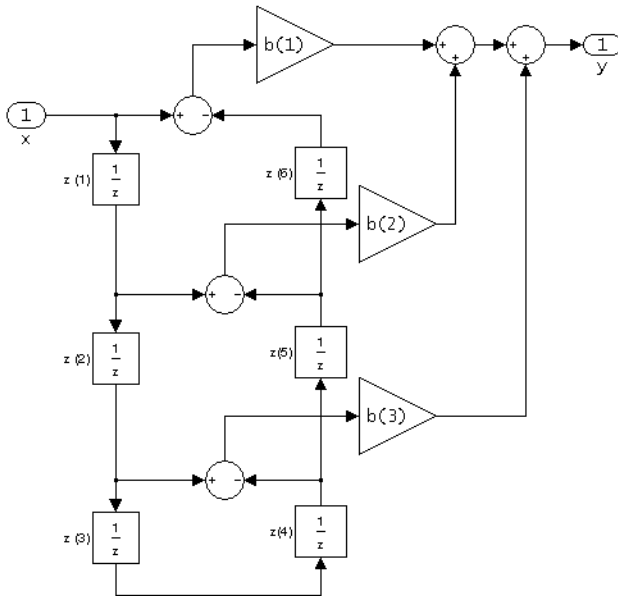 b(1)
+ + 1
+ +
y
1 + -
x
z (1) 1/z z (6) 1/z
b(2)
+ -
z (2) 1/z z(5) 1/z
b(3)
+ -
z (3) 1/z z(4) 1/z